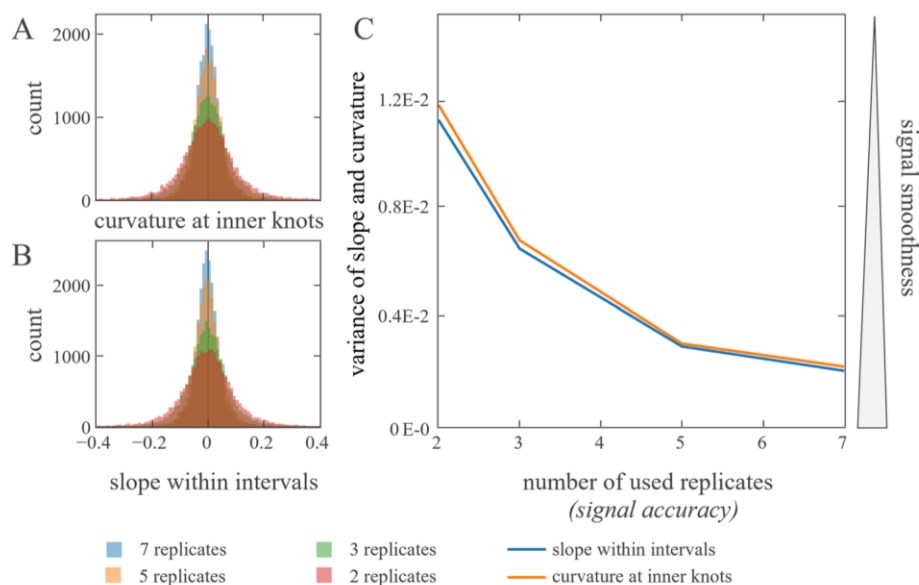 A
2000
1000
0
count
curvature at inner knots
B
2000
1000
0
count
−0.4
−0.2
0
0.2
0.4
slope within intervals
C
1.2E-2
0.8E-2
0.4E-2
0 E-0
variance of slope and curvature
2
3
4
5
6
7
number of used replicates
(signal accuracy)
signal smoothness
7 replicates
3 replicates
slope within intervals
5 replicates
2 replicates
curvature at inner knots